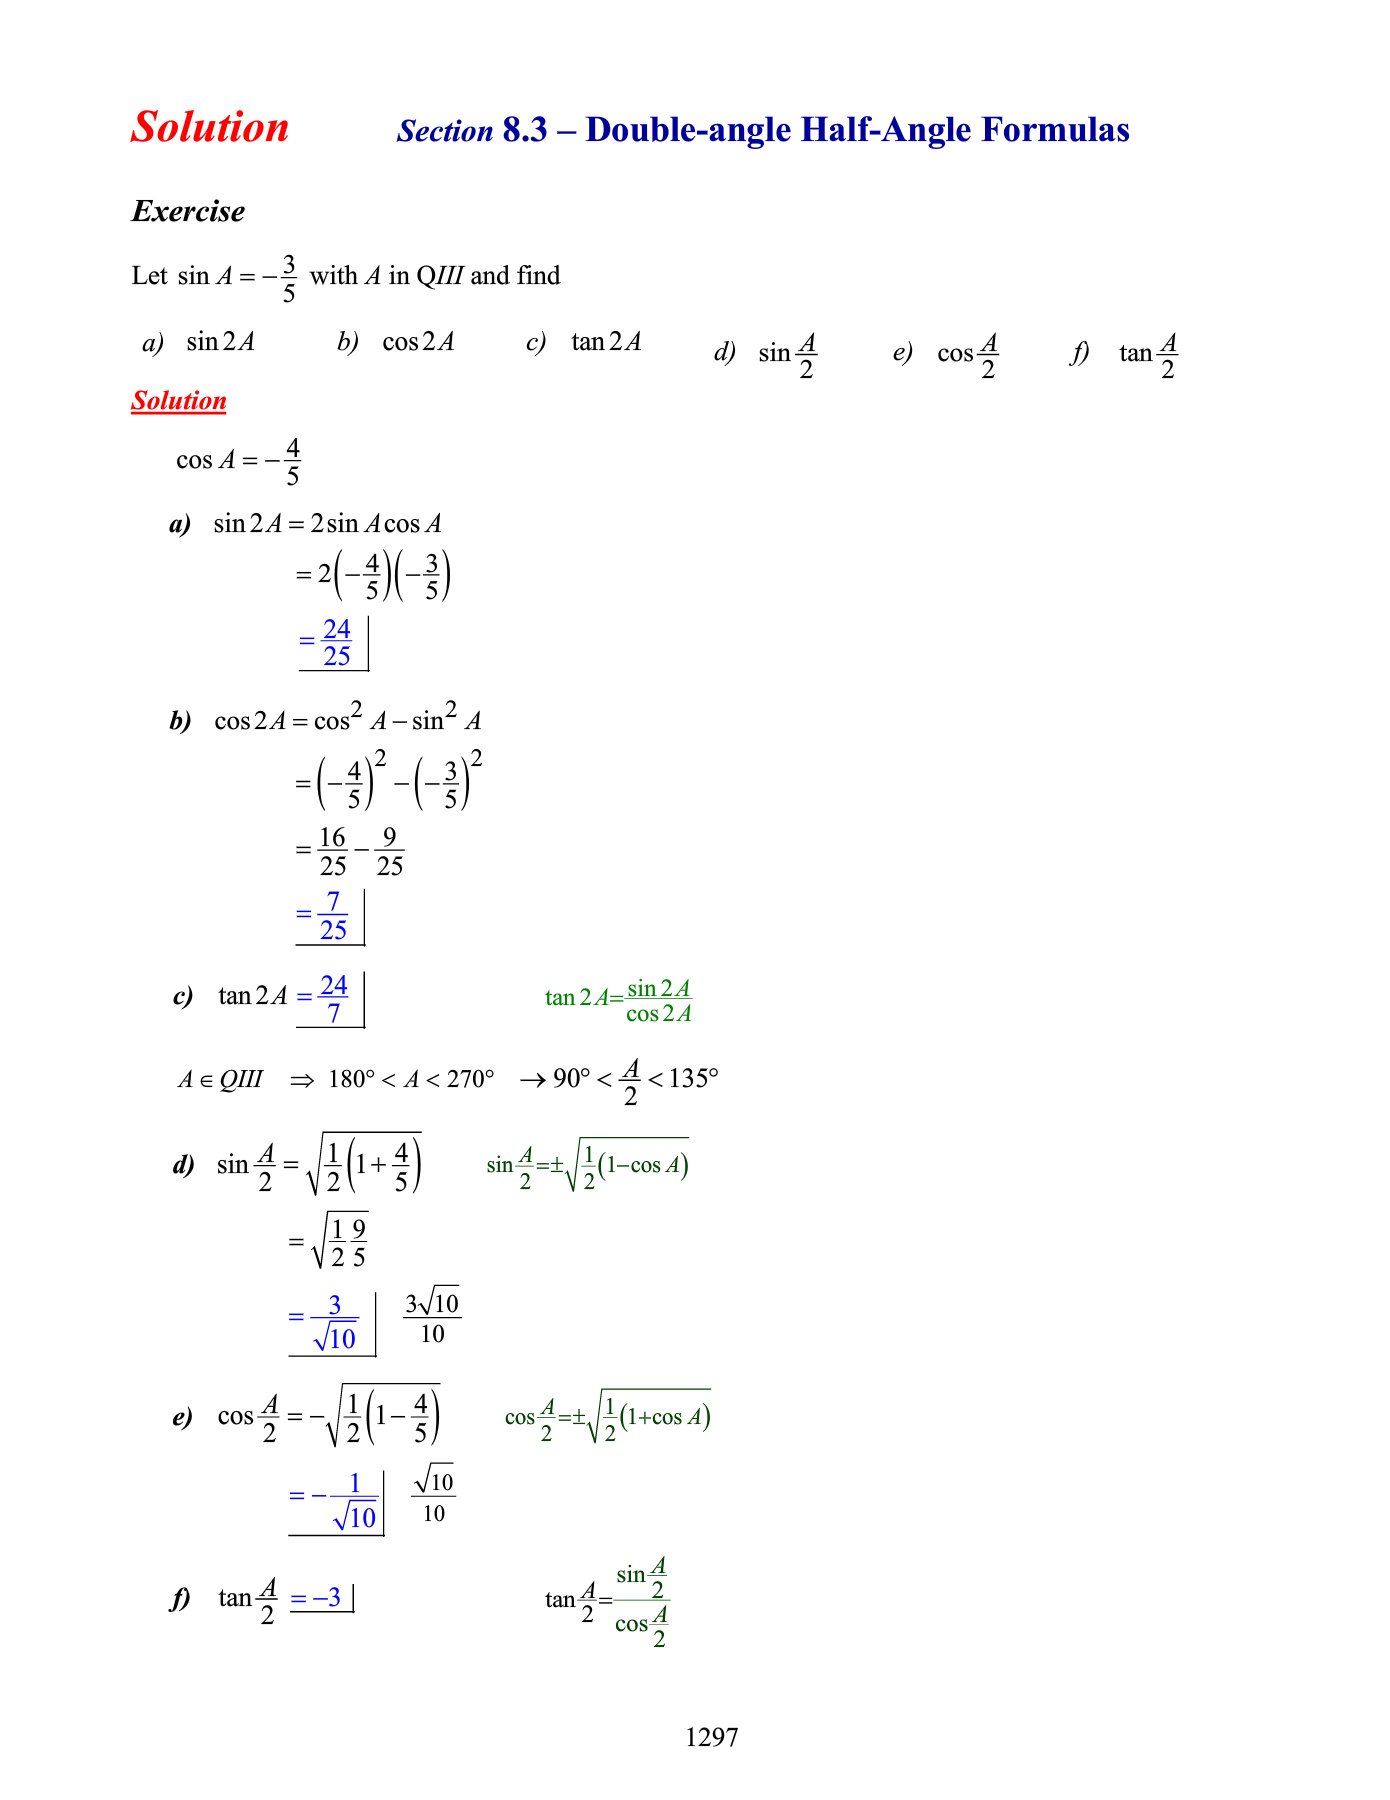 Solution Section 8.3 – Double-angle Half-Angle Formulas
Exercise
Let sin A = −3/5 with A in QIII and find
a) sin 2A b) cos 2A c) tan 2A d) sin A/2 e) cos A/2 f) tan A/2
Solution
cos A = −4/5
a) sin 2A = 2 sin A cos A
= 2(−4/5)(−3/5)
= 24/25
b) cos 2A = cos² A − sin² A
= (−4/5)² − (−3/5)²
= 16/25 − 9/25
= 7/25
c) tan 2A = 24/7 tan 2A = sin 2A/cos 2A
A ∈ QIII ⇒ 180° < A < 270° → 90° < A/2 < 135°
d) sin A/2 = √(1/2(1 + 4/5)) sin A/2 = ±√(1/2(1−cos A))
= √(1/2 9/5)
= 3/√10 3√10/10
e) cos A/2 = −√(1/2(1 − 4/5)) cos A/2 = ±√(1/2(1+cos A))
= −1/√10 √10/10
f) tan A/2 = −3 tan A/2 = sin A/2 / cos A/2
1297